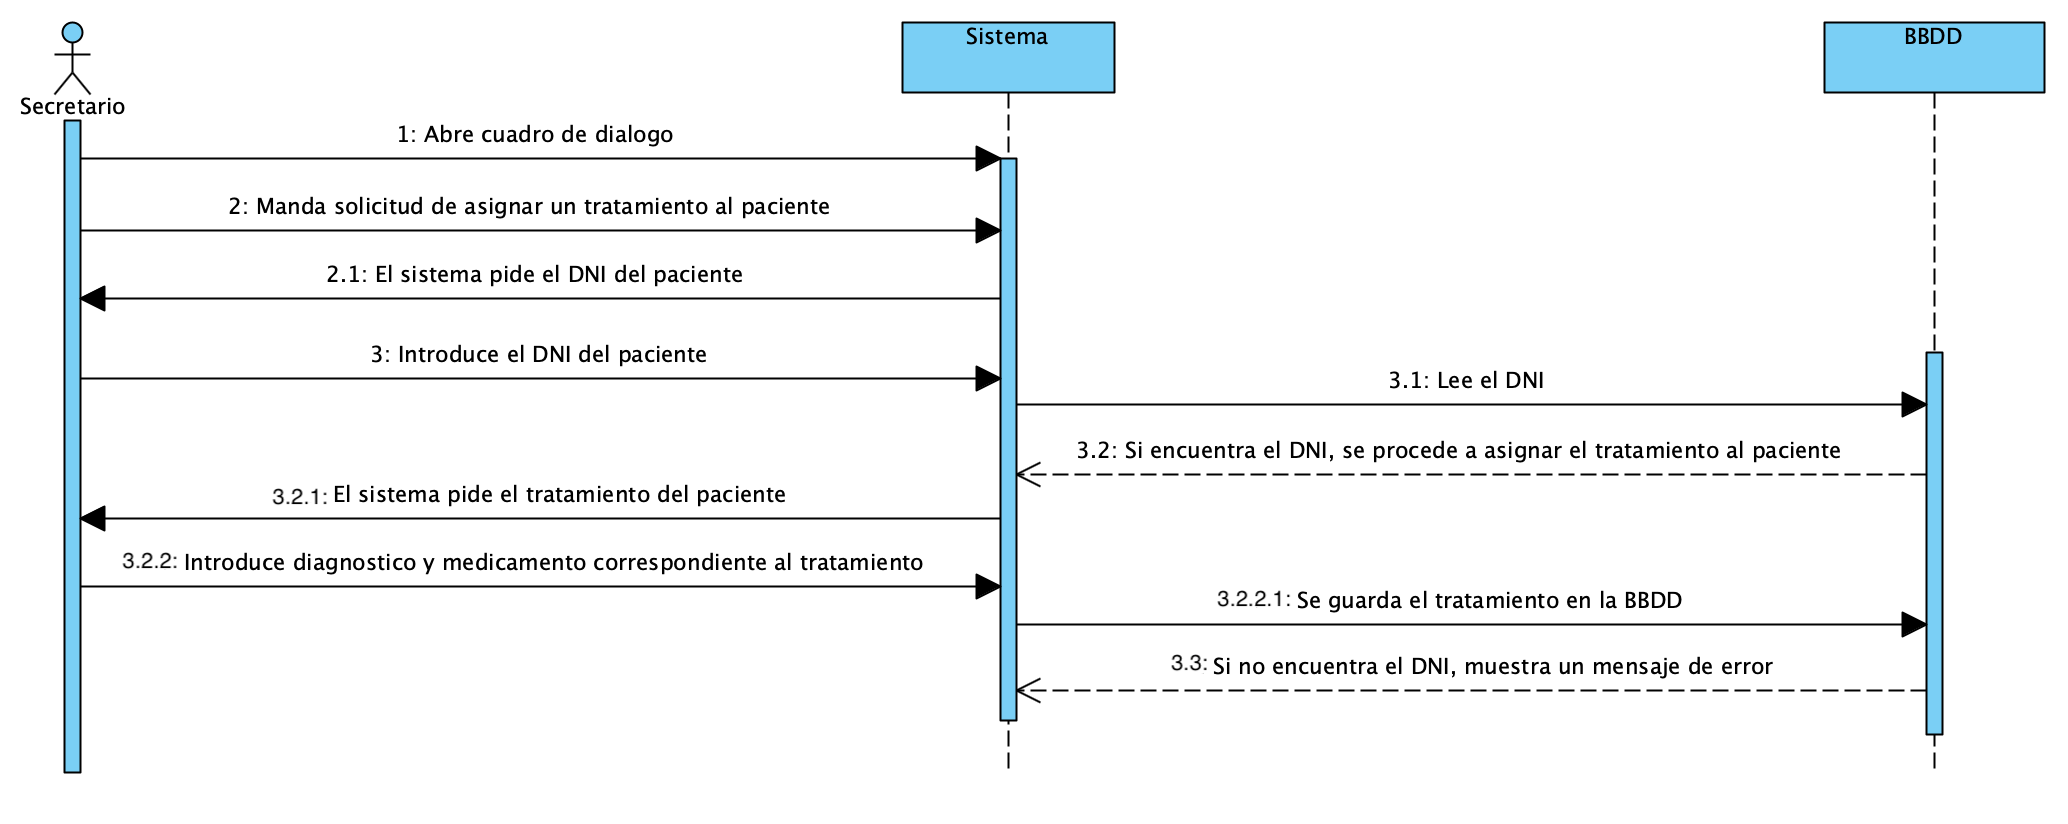 Sistema
BBDD
Secretario
1: Abre cuadro de dialogo
2: Manda solicitud de asignar un tratamiento al paciente
2.1: El sistema pide el DNI del paciente
3: Introduce el DNI del paciente
3.1: Lee el DNI
3.2: Si encuentra el DNI, se procede a asignar el tratamiento al paciente
3.2.1: El sistema pide el tratamiento del paciente
3.2.2: Introduce diagnostico y medicamento correspondiente al tratamiento
3.2.2.1: Se guarda el tratamiento en la BBDD
3.3: Si no encuentra el DNI, muestra un mensaje de error